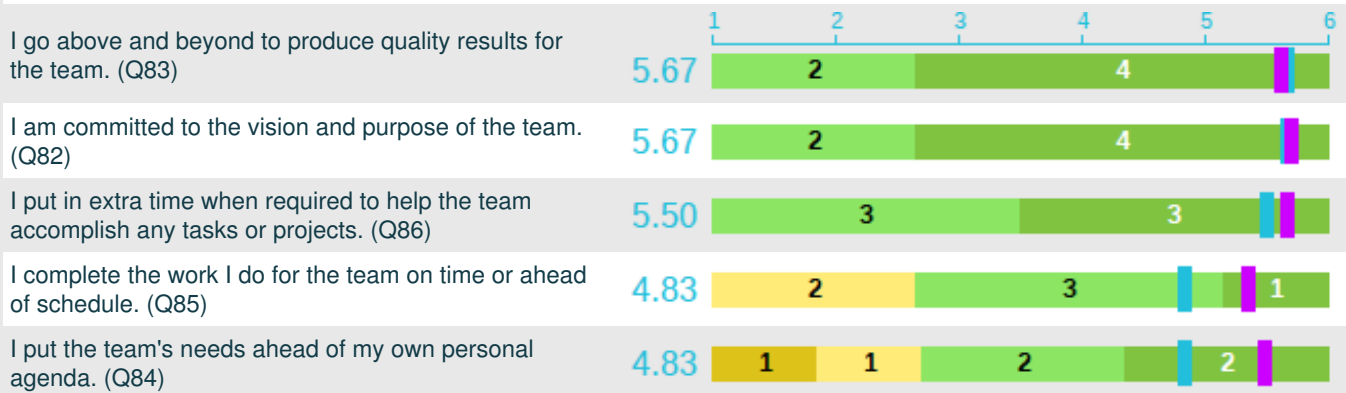 1 2 3 4 5 6
I go above and beyond to produce quality results for
the team. (Q83)
5.67 2 4
I am committed to the vision and purpose of the team.
(Q82)
5.67 2 4
I put in extra time when required to help the team
accomplish any tasks or projects. (Q86)
5.50 3 3
I complete the work I do for the team on time or ahead
of schedule. (Q85)
4.83 2 3 1
I put the team's needs ahead of my own personal
agenda. (Q84)
4.83 1 1 2 2